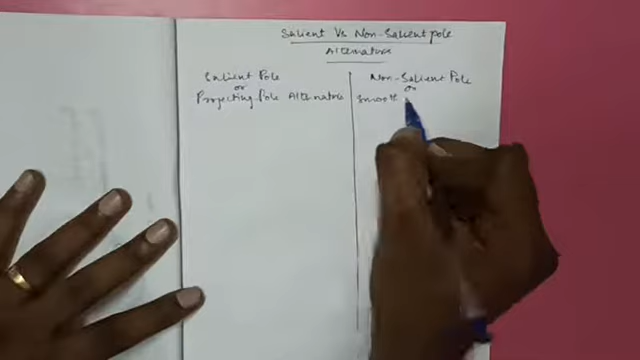 Salient Vs Non-Salient pole
Alternators
Salient Pole
or
Projecting Pole Alternator
Non-Salient Pole
or
Smooth